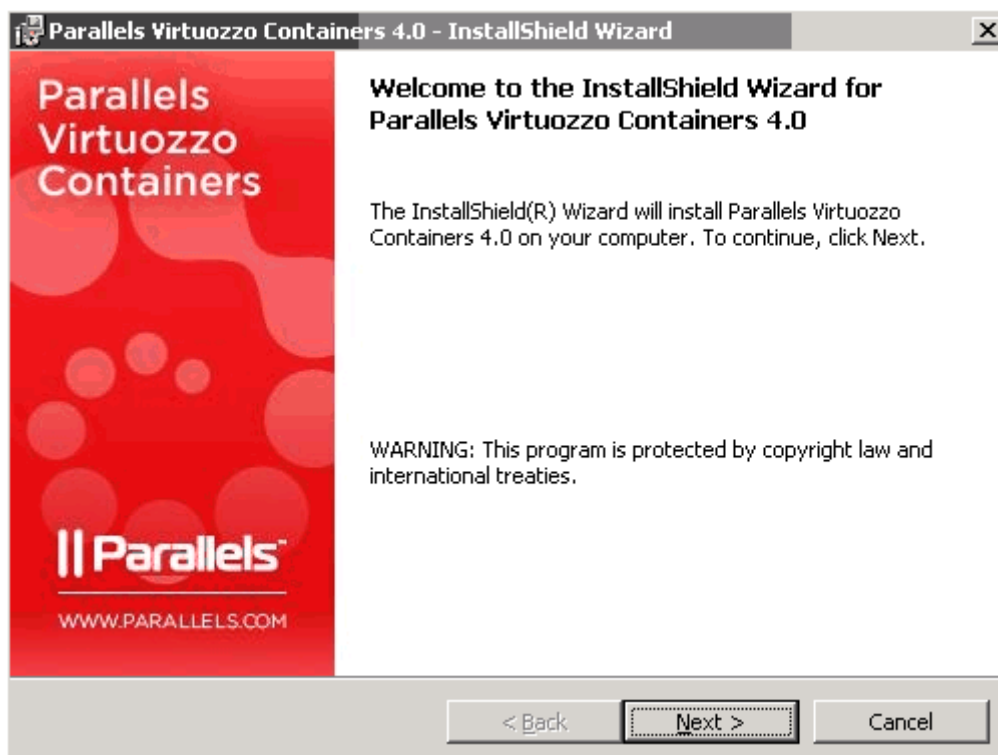 Parallels Virtuozzo Containers 4.0 - InstallShield Wizard
Parallels
Virtuozzo
Containers
Welcome to the InstallShield Wizard for
Parallels Virtuozzo Containers 4.0
The InstallShield(R) Wizard will install Parallels Virtuozzo
Containers 4.0 on your computer. To continue, click Next.
WARNING: This program is protected by copyright law and
international treaties.
|| Parallels™
WWW.PARALLELS.COM
< Back
Next >
Cancel